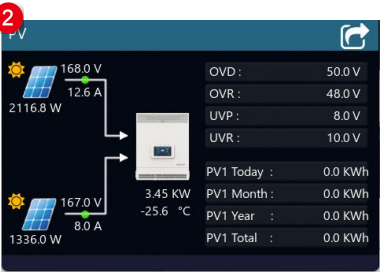 2
PV
168.0 V
12.6 A
2116.8 W
167.0 V
8.0 A
1336.0 W
3.45 KW
-25.6 °C
OVD : 50.0 V
OVR : 48.0 V
UVP : 8.0 V
UVR : 10.0 V
PV1 Today : 0.0 KWh
PV1 Month : 0.0 KWh
PV1 Year : 0.0 KWh
PV1 Total : 0.0 KWh